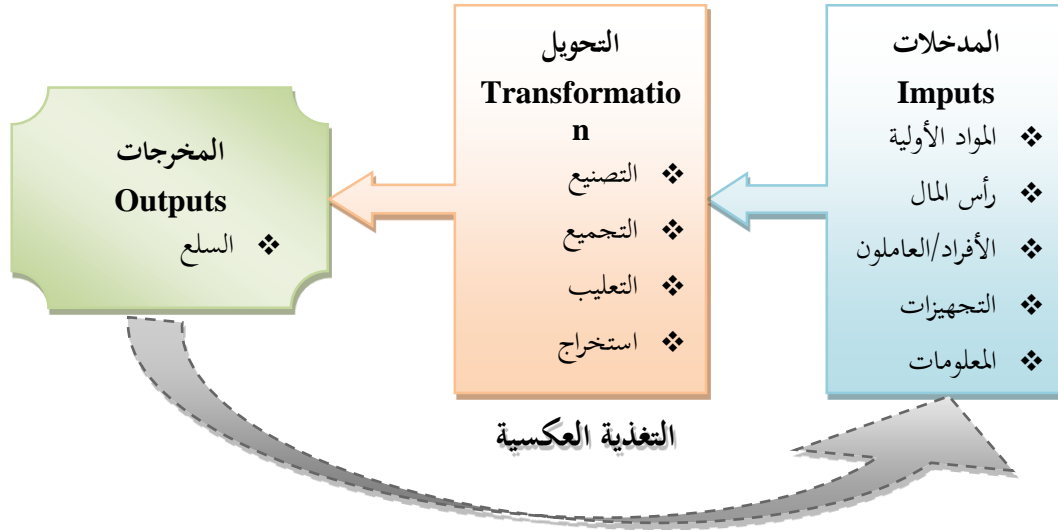 المدخلات
Imputs
❖ المواد الأولية
❖ رأس المال
❖ الأفراد/العاملون
❖ التجهيزات
❖ المعلومات
التحويل
Transformatio
n
❖ التصنيع
❖ التجميع
❖ التعليب
❖ استخراج
المخرجات
Outputs
❖ السلع
التغذية العكسية